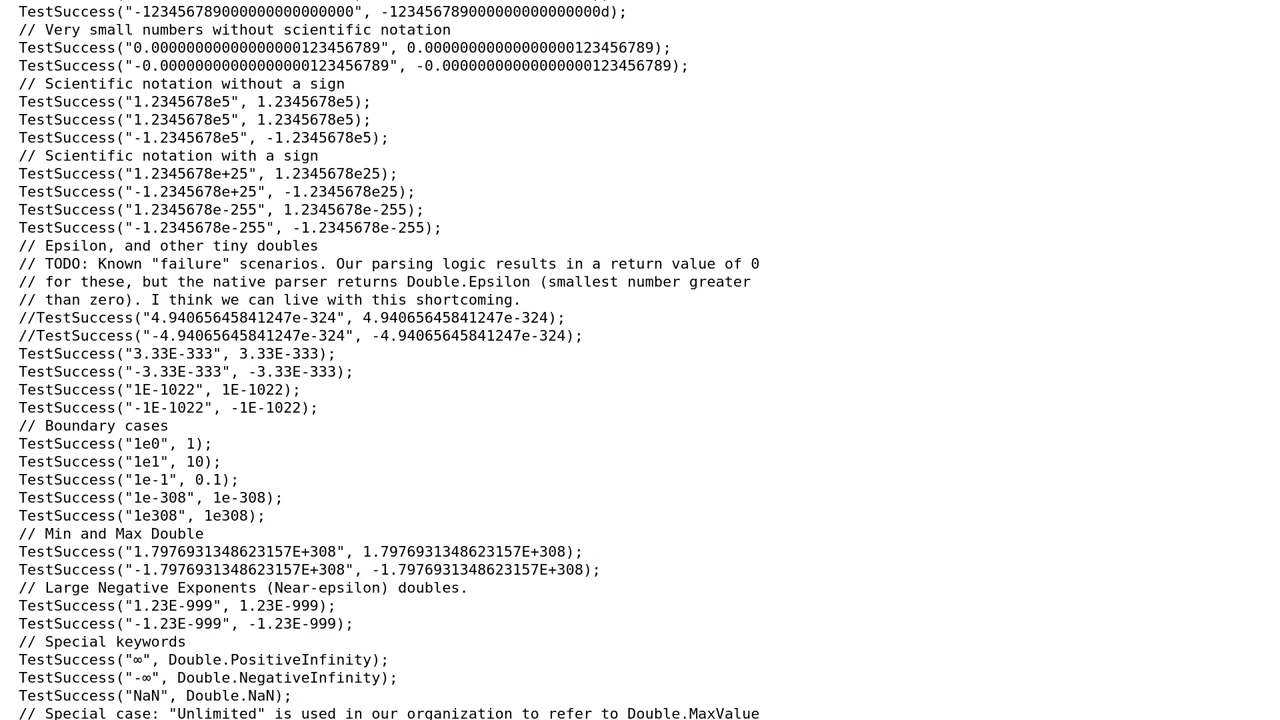 TestSuccess("-123456789000000000000000", -123456789000000000000000d);
// Very small numbers without scientific notation
TestSuccess("0.00000000000000000123456789", 0.00000000000000000123456789);
TestSuccess("-0.00000000000000000123456789", -0.00000000000000000123456789);
// Scientific notation without a sign
TestSuccess("1.2345678e5", 1.2345678e5);
TestSuccess("1.2345678e5", 1.2345678e5);
TestSuccess("-1.2345678e5", -1.2345678e5);
// Scientific notation with a sign
TestSuccess("1.2345678e+25", 1.2345678e25);
TestSuccess("-1.2345678e+25", -1.2345678e25);
TestSuccess("1.2345678e-255", 1.2345678e-255);
TestSuccess("-1.2345678e-255", -1.2345678e-255);
// Epsilon, and other tiny doubles
// TODO: Known "failure" scenarios. Our parsing logic results in a return value of 0
// for these, but the native parser returns Double.Epsilon (smallest number greater
// than zero). I think we can live with this shortcoming.
//TestSuccess("4.94065645841247e-324", 4.94065645841247e-324);
//TestSuccess("-4.94065645841247e-324", -4.94065645841247e-324);
TestSuccess("3.33E-333", 3.33E-333);
TestSuccess("-3.33E-333", -3.33E-333);
TestSuccess("1E-1022", 1E-1022);
TestSuccess("-1E-1022", -1E-1022);
// Boundary cases
TestSuccess("1e0", 1);
TestSuccess("1e1", 10);
TestSuccess("1e-1", 0.1);
TestSuccess("1e-308", 1e-308);
TestSuccess("1e308", 1e308);
// Min and Max Double
TestSuccess("1.7976931348623157E+308", 1.7976931348623157E+308);
TestSuccess("-1.7976931348623157E+308", -1.7976931348623157E+308);
// Large Negative Exponents (Near-epsilon) doubles.
TestSuccess("1.23E-999", 1.23E-999);
TestSuccess("-1.23E-999", -1.23E-999);
// Special keywords
TestSuccess("∞", Double.PositiveInfinity);
TestSuccess("-∞", Double.NegativeInfinity);
TestSuccess("NaN", Double.NaN);
// Special case: "Unlimited" is used in our organization to refer to Double.MaxValue